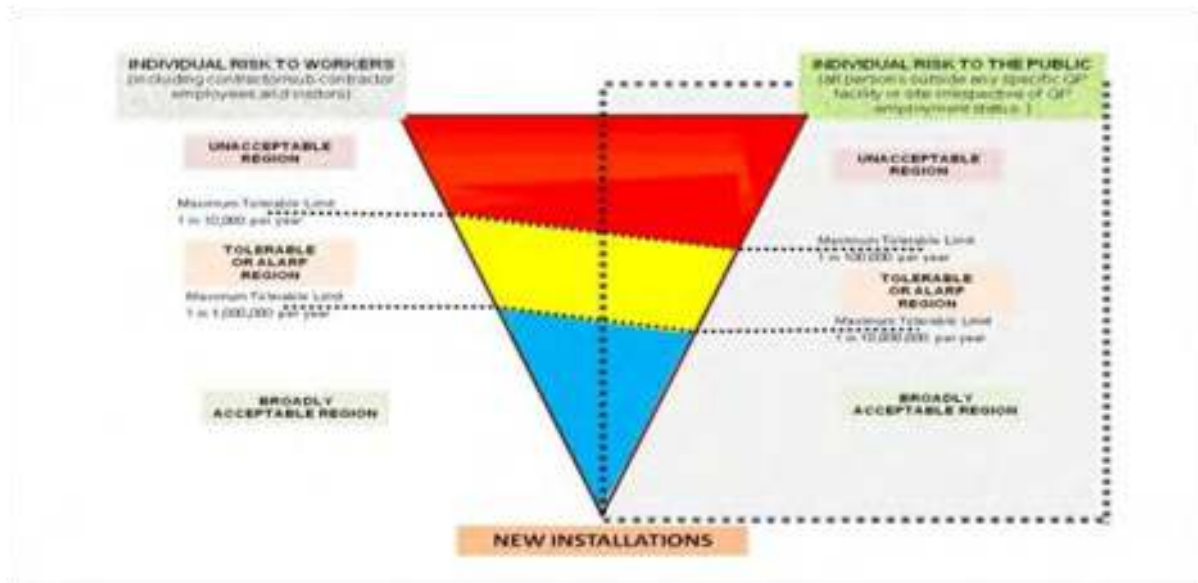 INDIVIDUAL RISK TO WORKERS
(including contractor/sub contractor
employees and visitors)
UNACCEPTABLE
REGION
Maximum Tolerable Limit
1 in 10,000 per year
TOLERABLE
OR ALARP
REGION
Maximum Tolerable Limit
1 in 1,000,000 per year
BROADLY
ACCEPTABLE REGION
INDIVIDUAL RISK TO THE PUBLIC
(all persons outside any specific QP
facility or site irrespective of QP
employment status.)
UNACCEPTABLE
REGION
Maximum Tolerable Limit
1 in 100,000 per year
TOLERABLE
OR ALARP
REGION
Maximum Tolerable Limit
1 in 10,000,000 per year
BROADLY
ACCEPTABLE REGION
NEW INSTALLATIONS